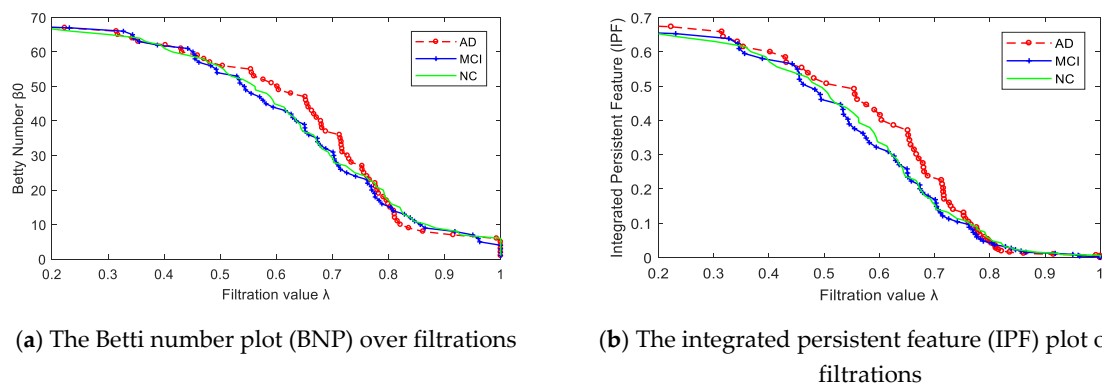 70
60
50
40
30
20
10
0
Betty Number β0
0.2 0.3 0.4 0.5 0.6 0.7 0.8 0.9 1
Filtration value λ
AD
MCI
NC
(a) The Betti number plot (BNP) over filtrations
0.7
0.6
0.5
0.4
0.3
0.2
0.1
0
Integrated Persistent Feature (IPF)
0.2 0.3 0.4 0.5 0.6 0.7 0.8 0.9 1
Filtration value λ
AD
MCI
NC
(b) The integrated persistent feature (IPF) plot o
filtrations